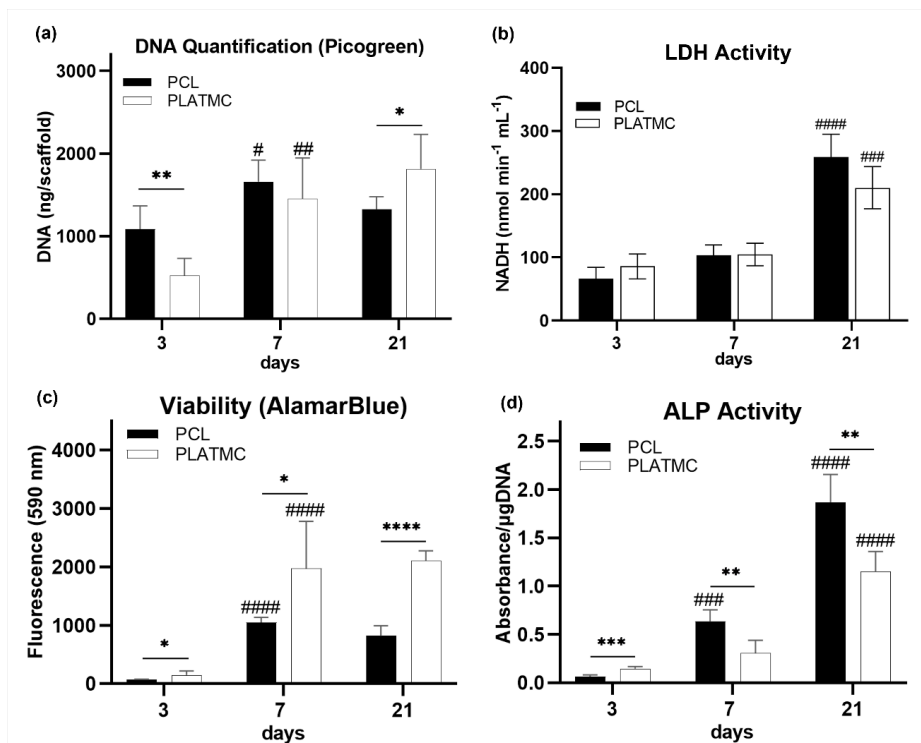 (a)
DNA Quantification (Picogreen)
DNA (ng/scaffold)
3000
2000
1000
0
PCL
PLATMC
**
#
##
*
3 7 21
days
(b)
LDH Activity
NADH (nmol min⁻¹ mL⁻¹)
400
300
200
100
0
PCL
PLATMC
####
###
3 7 21
days
(c)
Viability (AlamarBlue)
Fluorescence (590 nm)
4000
3000
2000
1000
0
PCL
PLATMC
*
*
####
####
****
3 7 21
days
(d)
ALP Activity
Absorbance/µgDNA
2.5
2.0
1.5
1.0
0.5
0.0
PCL
PLATMC
***
**
###
**
####
####
3 7 21
days